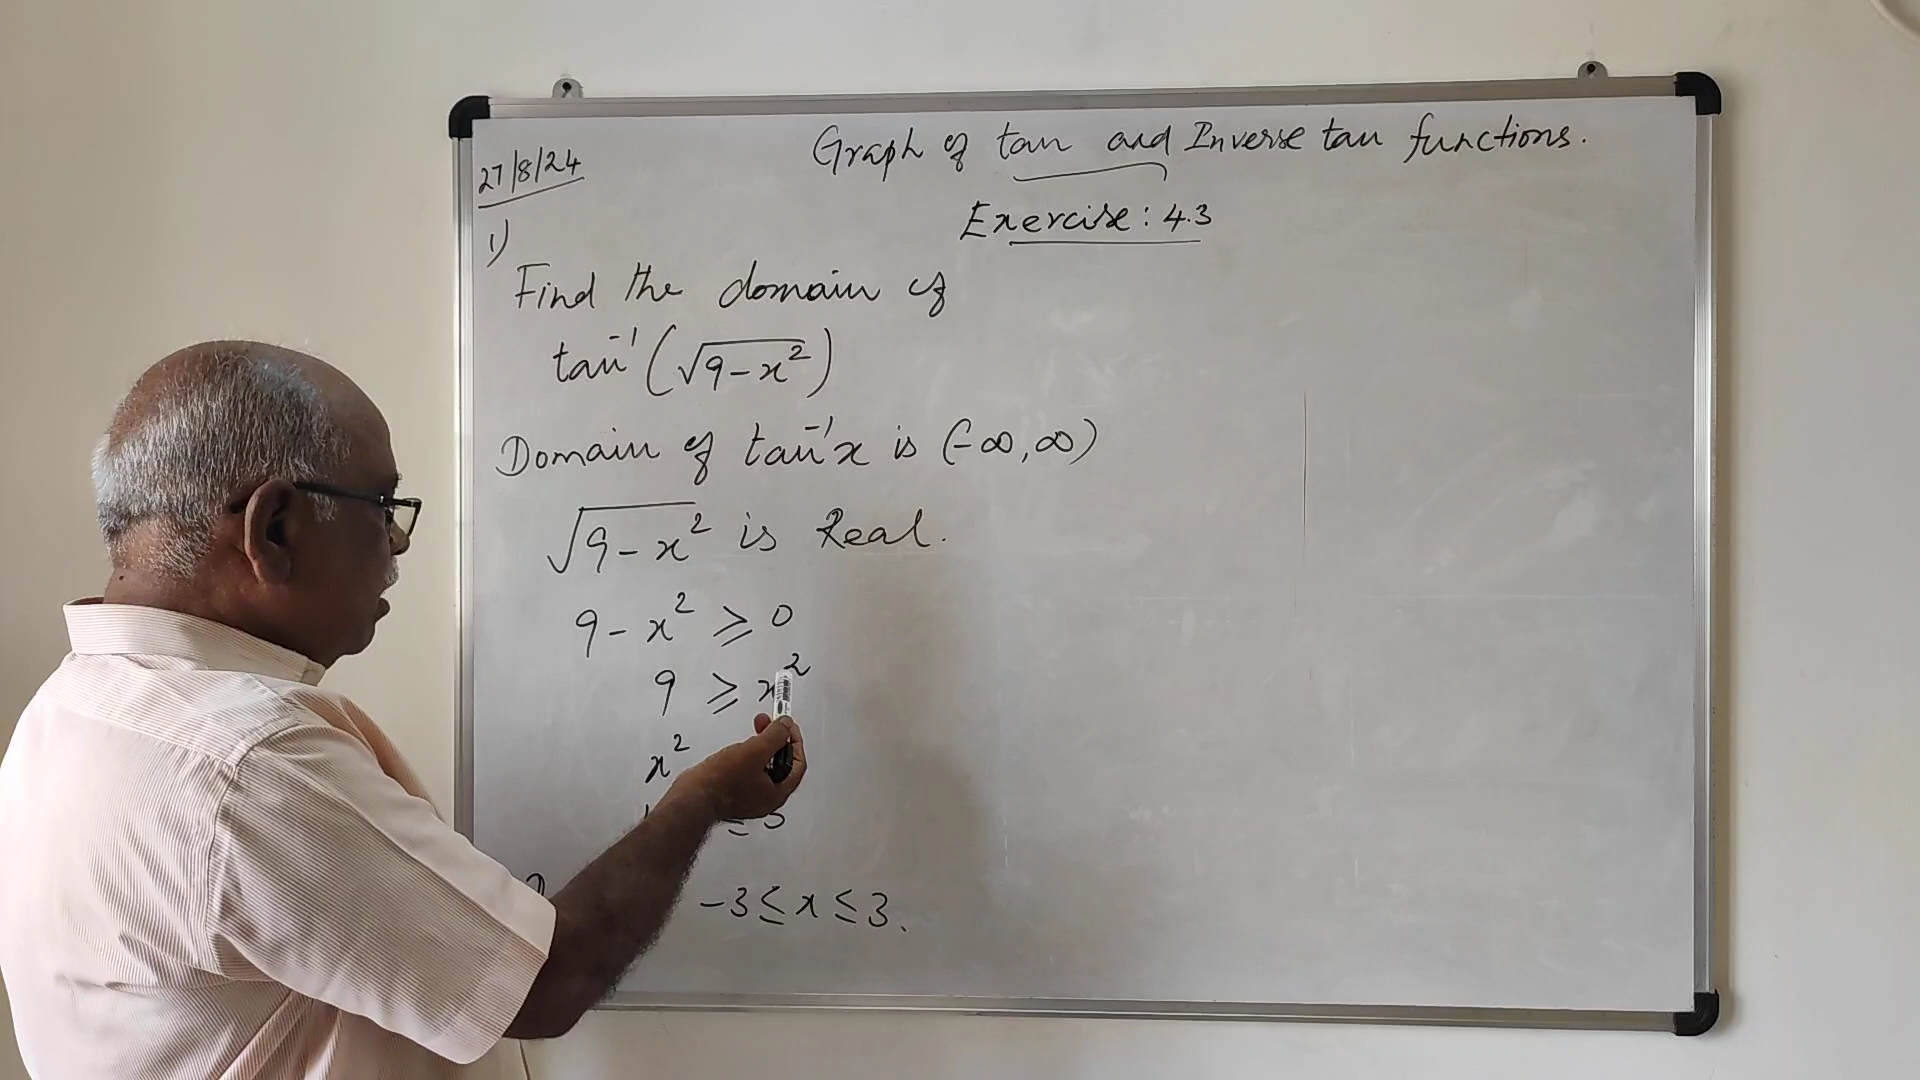 Graph of tan and Inverse tan functions.
27/8/24
Exercise: 4.3
1)
Find the domain of
tan⁻¹(√(9-x²))
Domain of tan⁻¹x is (-∞,∞)
√(9-x²) is Real.
9-x² ≥ 0
9 ≥ x²
x²
≤ 3
-3≤x≤3.